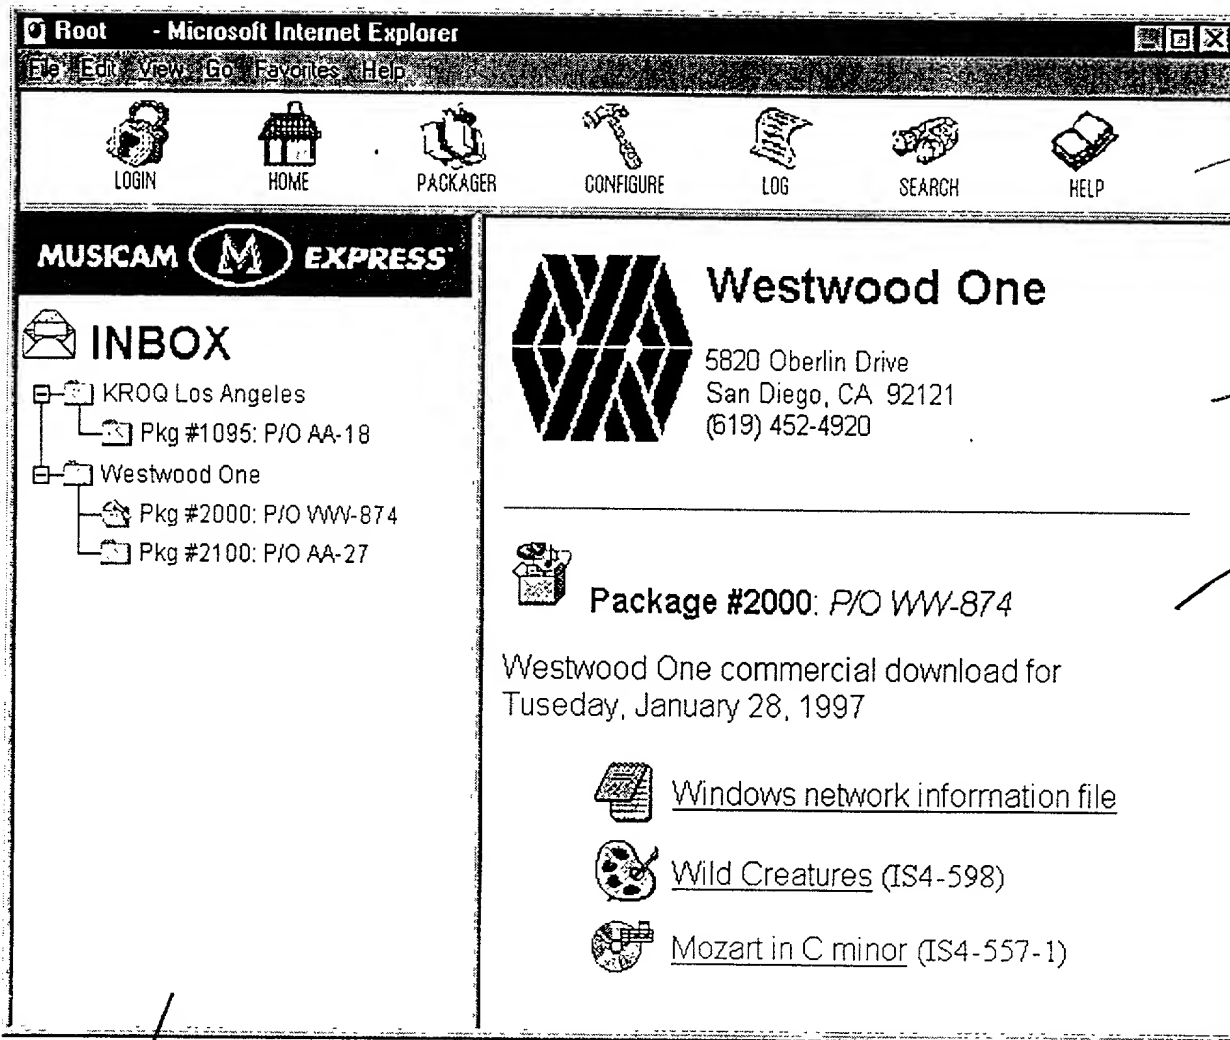 Root - Microsoft Internet Explorer
File Edit View Go Favorites Help
LOGIN HOME PACKAGER CONFIGURE LOG SEARCH HELP
MUSICAM M EXPRESS
INBOX
KROQ Los Angeles
Pkg #1095: P/O AA-18
Westwood One
Pkg #2000: P/O WW-874
Pkg #2100: P/O AA-27
Westwood One
5820 Oberlin Drive
San Diego, CA 92121
(619) 452-4920
Package #2000: P/O WW-874
Westwood One commercial download for
Tuseday, January 28, 1997
Windows network information file
Wild Creatures (IS4-598)
Mozart in C minor (IS4-557-1)